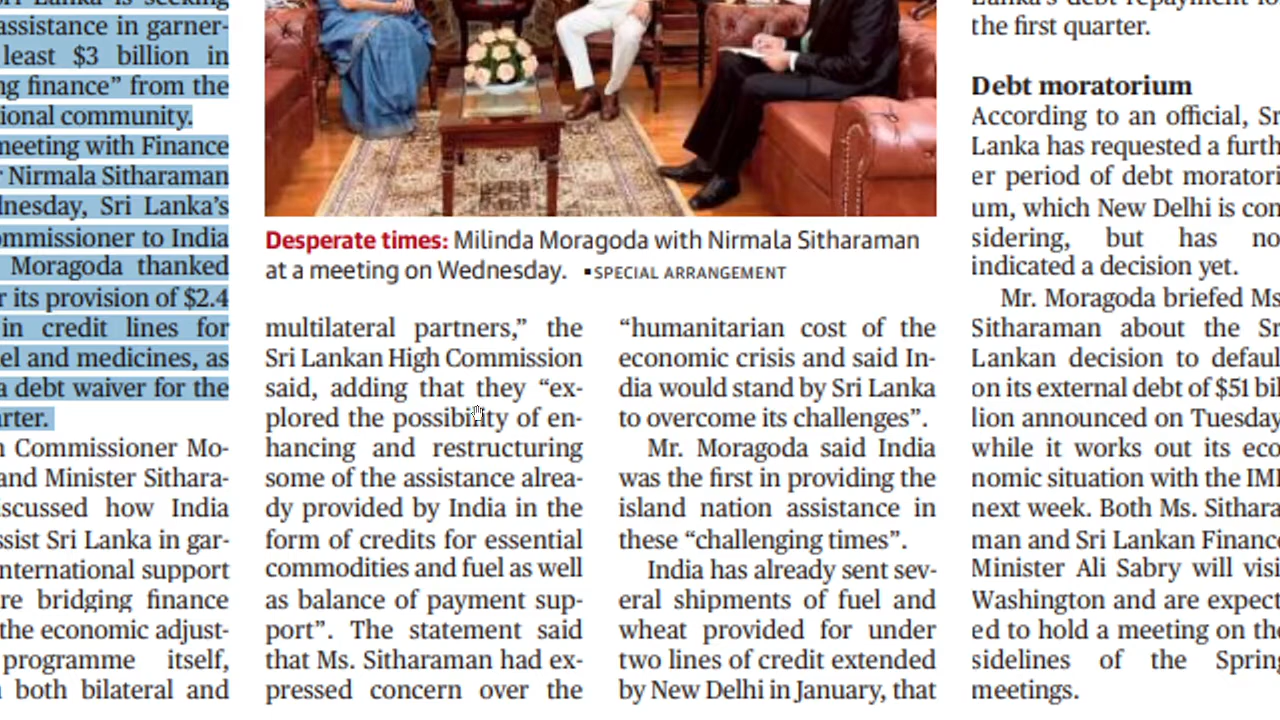 Sri Lanka is seeking
assistance in garner-
least $3 billion in
finance” from the
community.
meeting with Finance
Nirmala Sitharaman
Sri Lanka’s
to India
Moragoda thanked
its provision of $2.4
in credit lines for
and medicines, as
a debt waiver for the
Commissioner Mo-
and Minister Sithara-
how India
Sri Lanka in gar-
support
bridging finance
the economic adjust-
programme itself,
both bilateral and
Desperate times: Milinda Moragoda with Nirmala Sitharaman
at a meeting on Wednesday. ▪SPECIAL ARRANGEMENT
multilateral partners,” the
Sri Lankan High Commission
said, adding that they “ex-
plored the possibility of en-
hancing and restructuring
some of the assistance alrea-
dy provided by India in the
form of credits for essential
commodities and fuel as well
as balance of payment sup-
port”. The statement said
that Ms. Sitharaman had ex-
pressed concern over the
“humanitarian cost of the
economic crisis and said In-
dia would stand by Sri Lanka
to overcome its challenges”.
Mr. Moragoda said India
was the first in providing the
island nation assistance in
these “challenging times”.
India has already sent sev-
eral shipments of fuel and
wheat provided for under
two lines of credit extended
by New Delhi in January, that
Lanka’s debt repayment
the first quarter.
Debt moratorium
According to an official, Sr
Lanka has requested a furth
er period of debt moratori
um, which New Delhi is con
sidering, but has no
indicated a decision yet.
Mr. Moragoda briefed Ms
Sitharaman about the Sr
Lankan decision to defaul
on its external debt of $51 bil
lion announced on Tuesday
while it works out its eco
nomic situation with the IMF
next week. Both Ms. Sithara
man and Sri Lankan Finance
Minister Ali Sabry will visi
Washington and are expect
ed to hold a meeting on the
sidelines of the Spring
meetings.